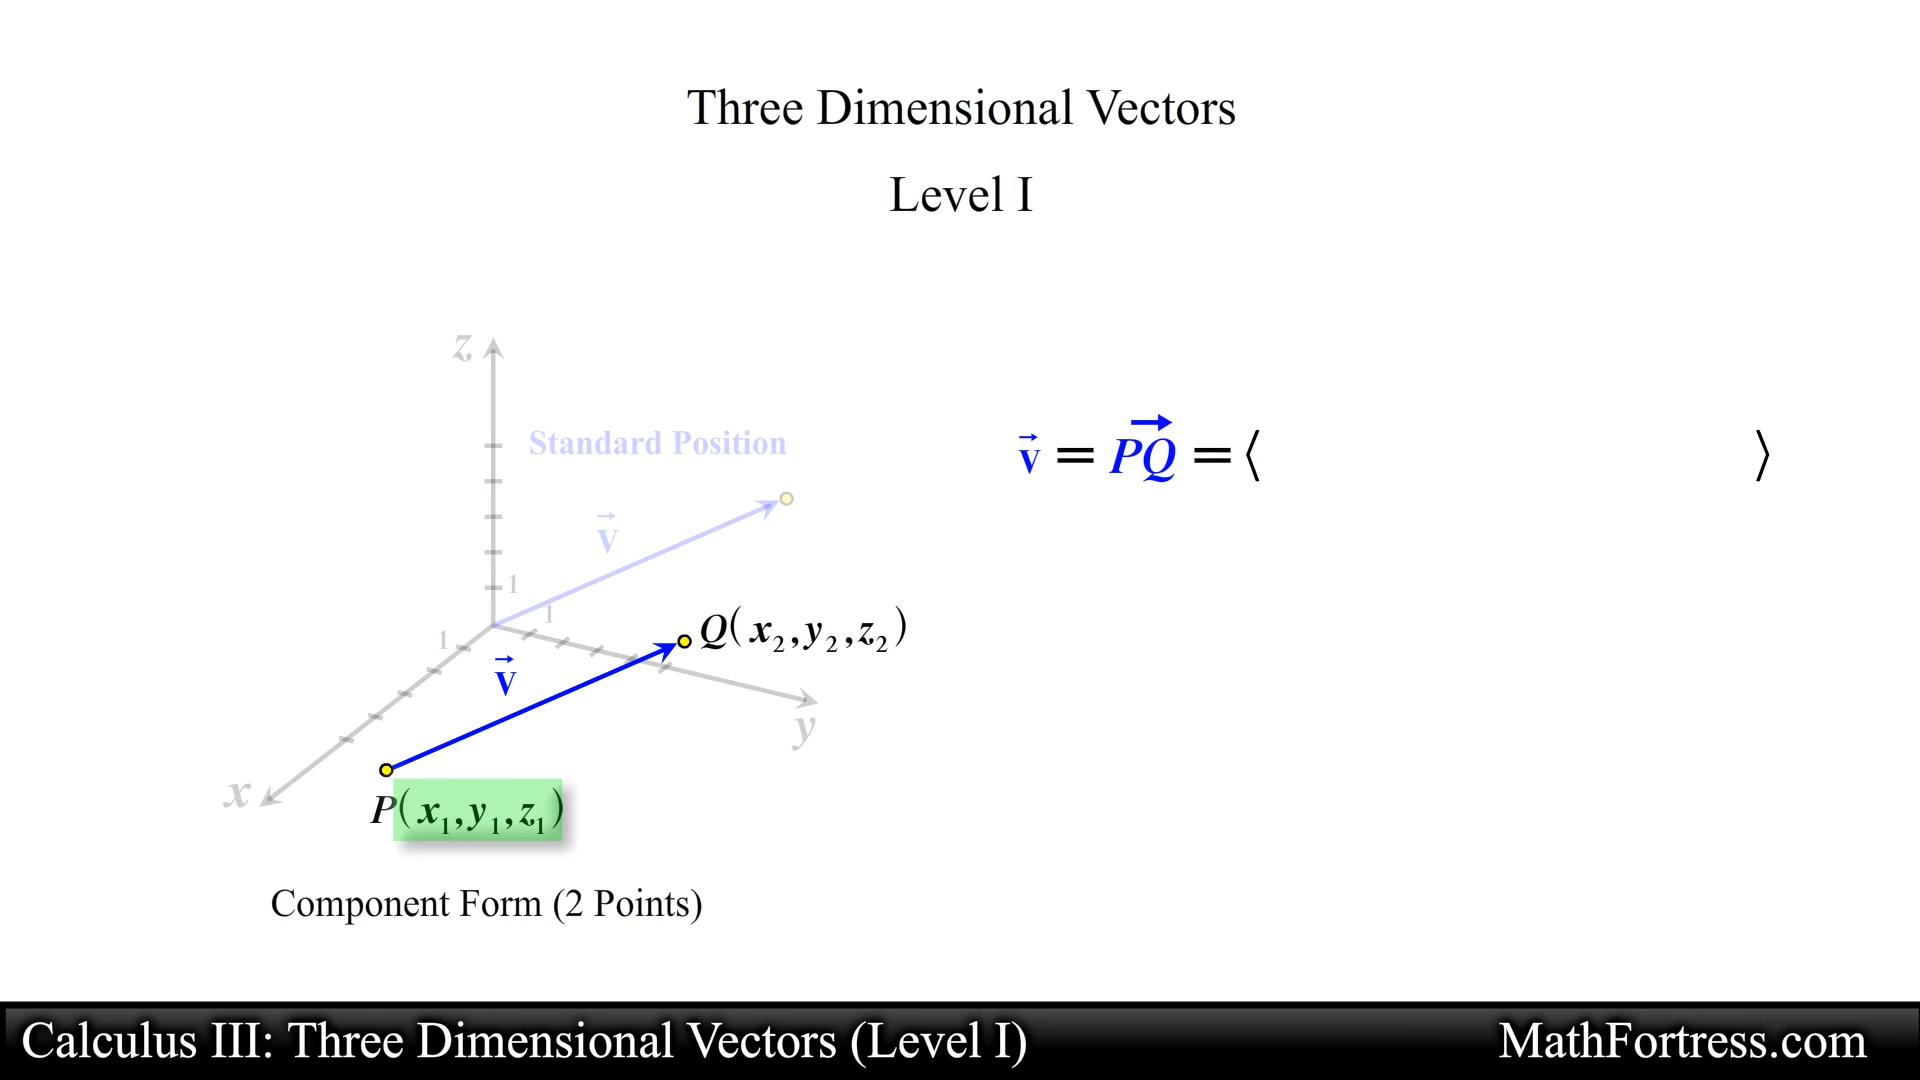 Three Dimensional Vectors
Level I
z
Standard Position
v⃗ = PQ⃗ = ⟨ ⟩
v⃗
1
1
1
Q(x₂,y₂,z₂)
v⃗
y
x
P(x₁,y₁,z₁)
Component Form (2 Points)
Calculus III: Three Dimensional Vectors (Level I)
MathFortress.com